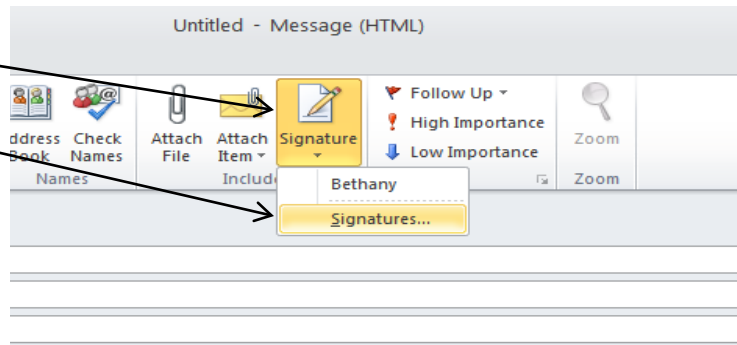 Untitled - Message (HTML)
Follow Up
High Importance
Low Importance
ddress Book
Check Names
Attach File
Attach Item
Signature
Zoom
Names
Includ
Zoom
Bethany
Signatures...